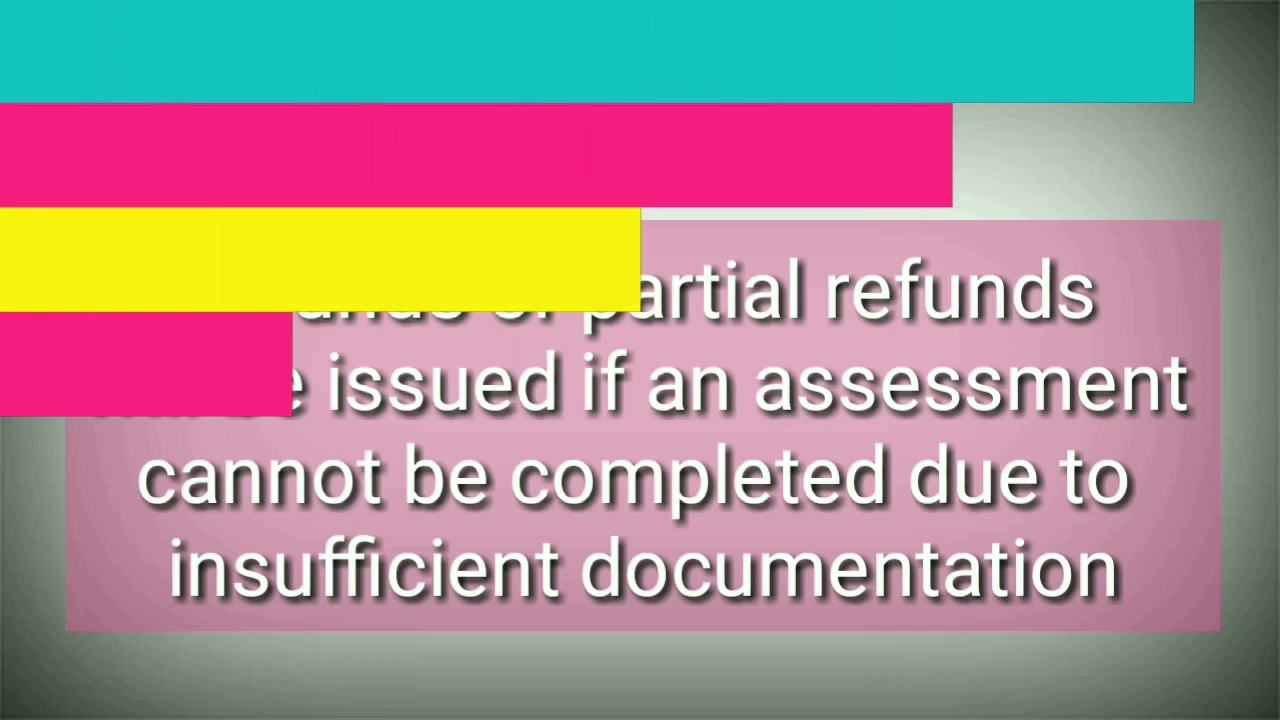 partial refunds
issued if an assessment
cannot be completed due to
insufficient documentation